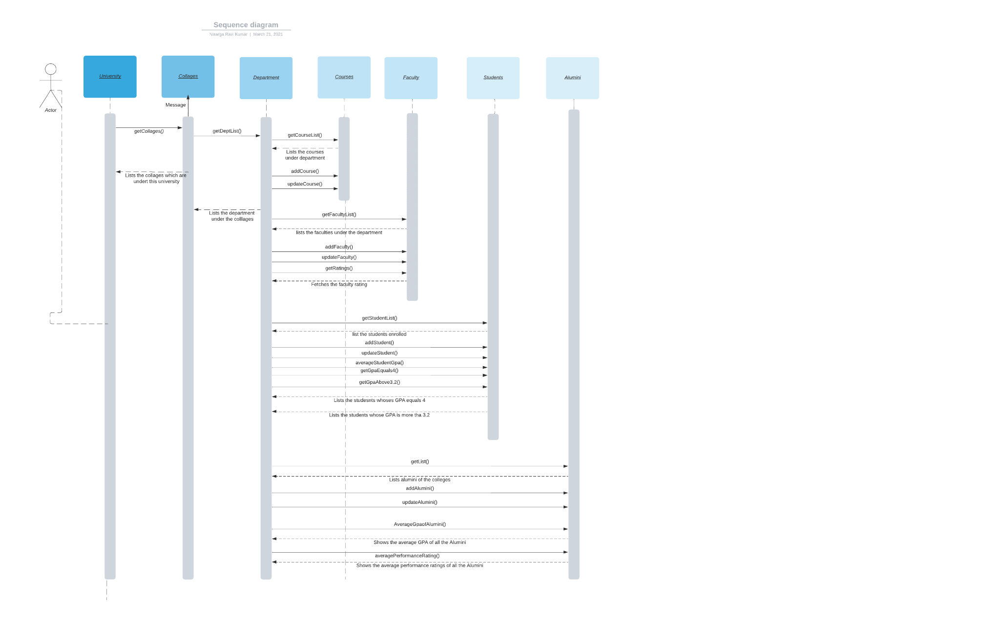 Sequence diagram
Nisarga Ravi Kumar | March 21, 2021
University
Collages
Department
Courses
Faculty
Students
Alumini
Actor
Message
getCollages()
getDeptList()
getCourseList()
Lists the courses
under department
addCourse()
Lists the collages which are
undert this university
updateCourse()
Lists the department
under the colllages
getFacultyList()
lists the faculties under the department
addFaculty()
updateFaculty()
getRatings()
Fetches the faculty rating
getStudentList()
list the students enrolled
addStudent()
updateStudent()
averageStudentGpa()
getGpaEquals4()
getGpaAbove3.2()
Lists the studesnts whoses GPA equals 4
Lists the students whose GPA is more tha 3.2
getList()
Lists alumini of the colleges
addAlumini()
updateAlumini()
AverageGpaofAlumini()
Shows the average GPA of all the Alumini
averagePerformanceRating()
Shows the average performance ratings of all the Alumini